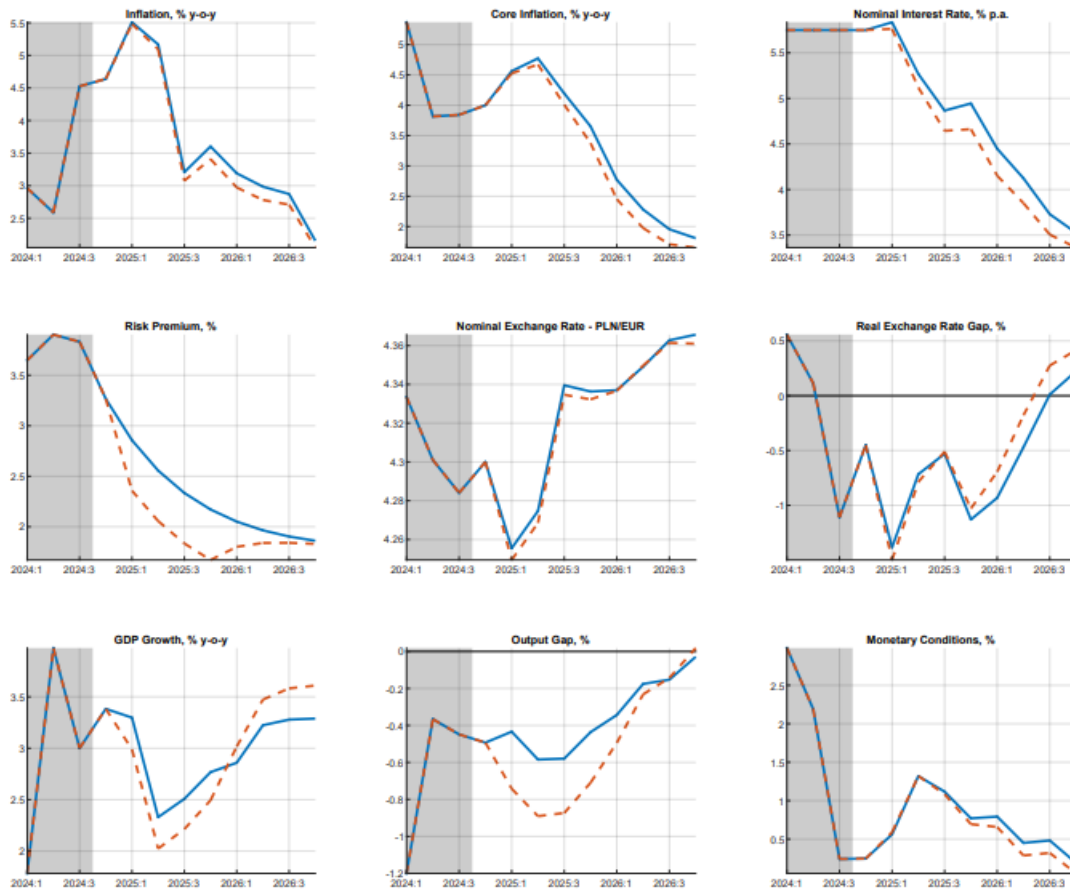 Inflation, % y-o-y
5.5
5
4.5
4
3.5
3
2.5
2024:1 2024:3 2025:1 2025:3 2026:1 2026:3
Core Inflation, % y-o-y
5
4.5
4
3.5
3
2.5
2
2024:1 2024:3 2025:1 2025:3 2026:1 2026:3
Nominal Interest Rate, % p.a.
5.5
5
4.5
4
3.5
2024:1 2024:3 2025:1 2025:3 2026:1 2026:3
Risk Premium, %
3.5
3
2.5
2
2024:1 2024:3 2025:1 2025:3 2026:1 2026:3
Nominal Exchange Rate - PLN/EUR
4.36
4.34
4.32
4.3
4.28
4.26
2024:1 2024:3 2025:1 2025:3 2026:1 2026:3
Real Exchange Rate Gap, %
0.5
0
-0.5
-1
2024:1 2024:3 2025:1 2025:3 2026:1 2026:3
GDP Growth, % y-o-y
3.5
3
2.5
2
2024:1 2024:3 2025:1 2025:3 2026:1 2026:3
Output Gap, %
0
-0.2
-0.4
-0.6
-0.8
-1
-1.2
2024:1 2024:3 2025:1 2025:3 2026:1 2026:3
Monetary Conditions, %
2.5
2
1.5
1
0.5
2024:1 2024:3 2025:1 2025:3 2026:1 2026:3